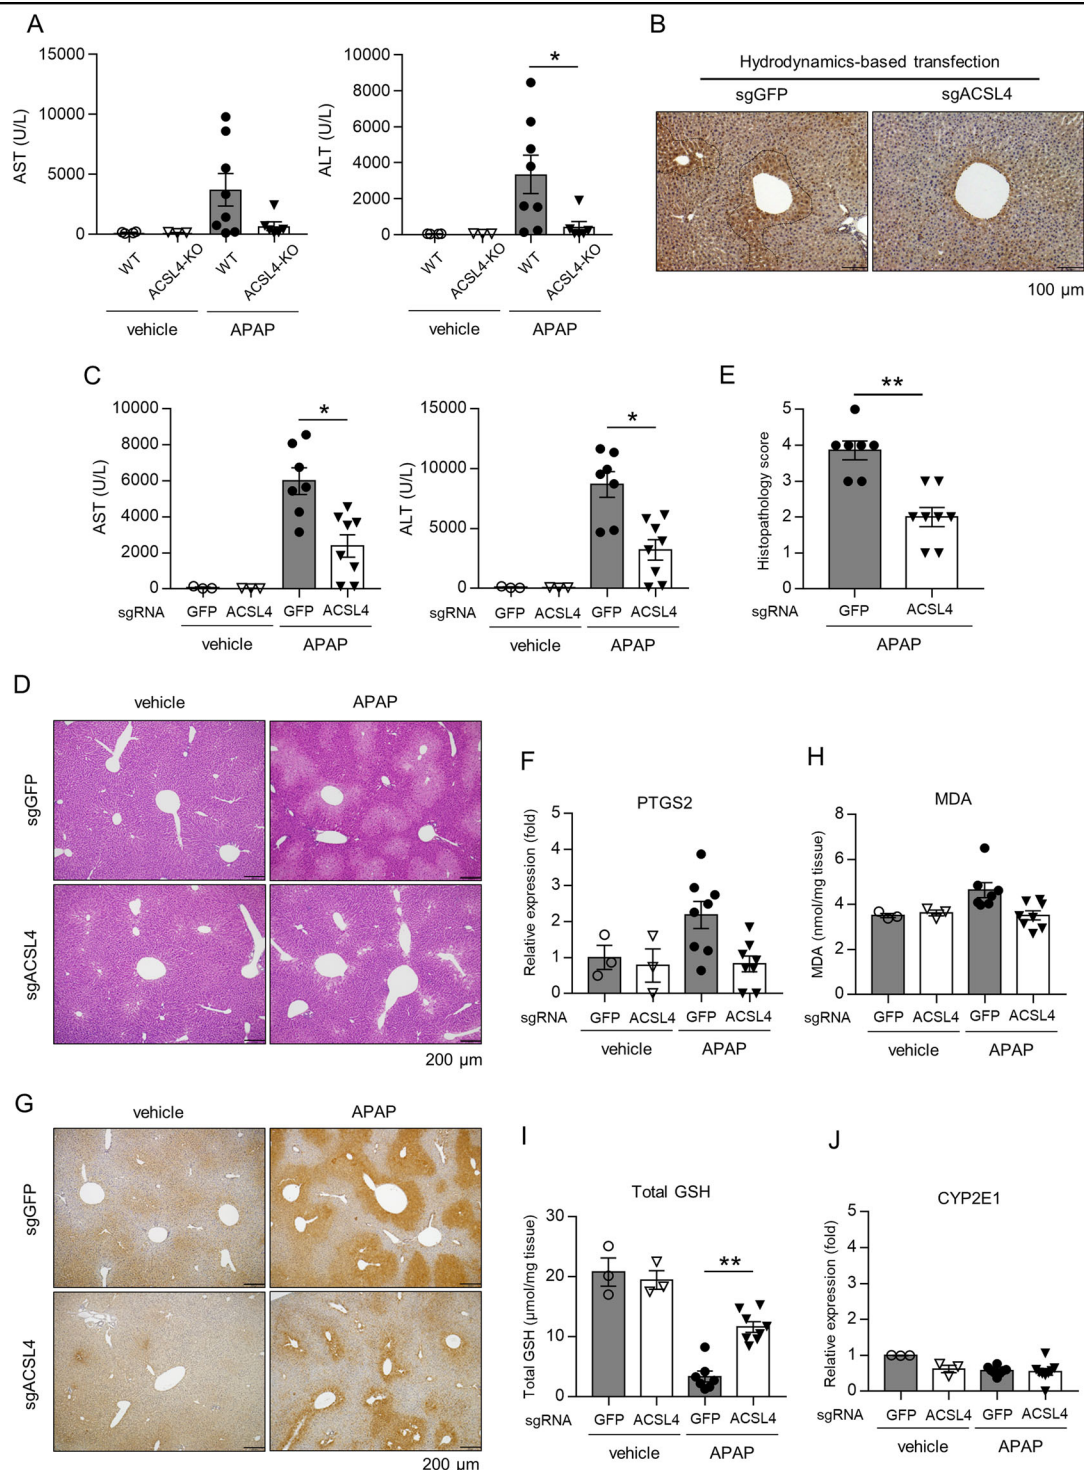 A
15000
10000
5000
0
AST (U/L)
WT
ACSL4-KO
WT
ACSL4-KO
vehicle
APAP
10000
8000
6000
4000
2000
0
ALT (U/L)
*
WT
ACSL4-KO
WT
ACSL4-KO
vehicle
APAP
B
Hydrodynamics-based transfection
sgGFP
sgACSL4
100 μm
C
10000
8000
6000
4000
2000
0
AST (U/L)
*
sgRNA
GFP ACSL4 GFP ACSL4
vehicle
APAP
15000
10000
5000
0
ALT (U/L)
*
sgRNA
GFP ACSL4 GFP ACSL4
vehicle
APAP
E
5
4
3
2
1
0
Histopathology score
**
sgRNA
GFP ACSL4
APAP
D
vehicle
APAP
sgGFP
sgACSL4
200 μm
F
PTGS2
5
4
3
2
1
0
Relative expression (fold)
sgRNA
GFP ACSL4 GFP ACSL4
vehicle
APAP
H
MDA
8
6
4
2
0
MDA (nmol/mg tissue)
sgRNA
GFP ACSL4 GFP ACSL4
vehicle
APAP
G
vehicle
APAP
sgGFP
sgACSL4
200 μm
I
Total GSH
30
20
10
0
Total GSH (μmol/mg tissue)
**
sgRNA
GFP ACSL4 GFP ACSL4
vehicle
APAP
J
CYP2E1
5
4
3
2
1
0
Relative expression (fold)
sgRNA
GFP ACSL4 GFP ACSL4
vehicle
APAP